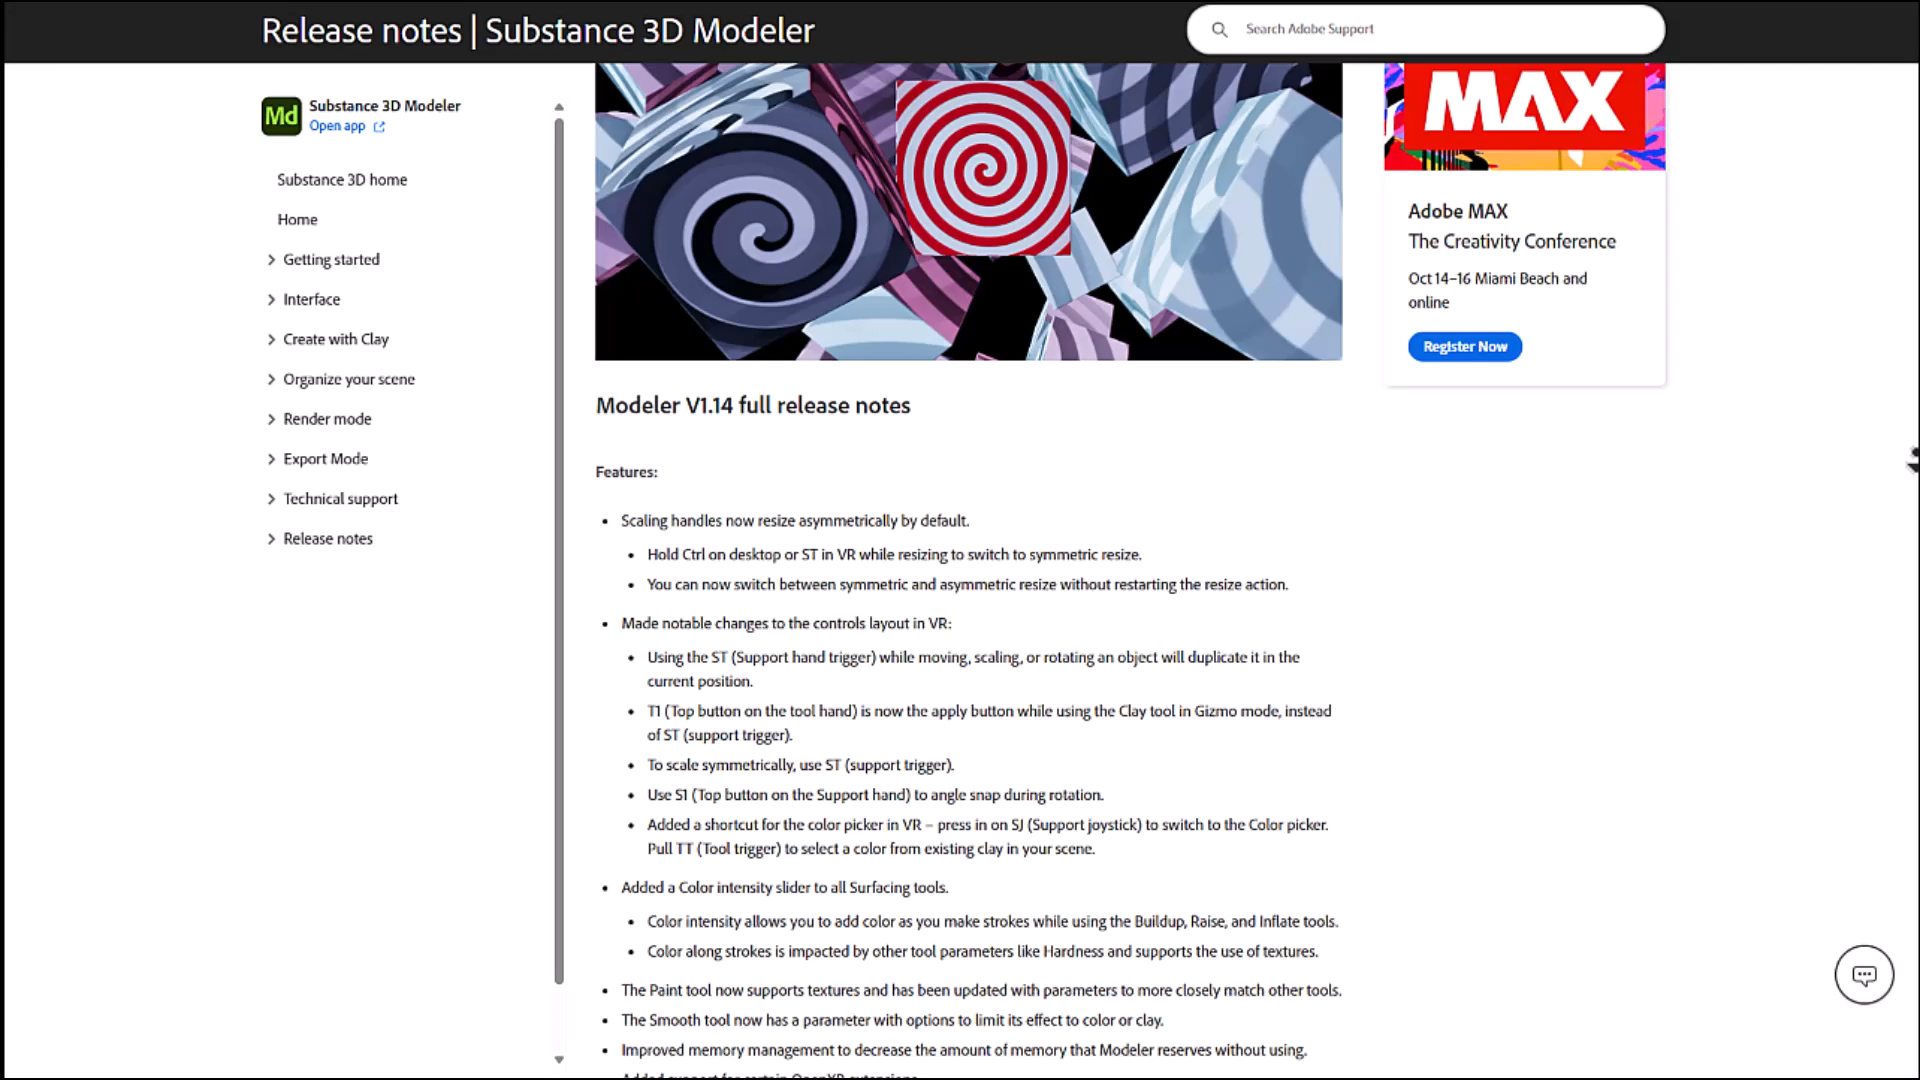 Release notes | Substance 3D Modeler
Search Adobe Support
Md
Substance 3D Modeler
Open app
Substance 3D home
Home
Getting started
Interface
Create with Clay
Organize your scene
Render mode
Export Mode
Technical support
Release notes
Modeler V1.14 full release notes
Features:
Scaling handles now resize asymmetrically by default.
Hold Ctrl on desktop or ST in VR while resizing to switch to symmetric resize.
You can now switch between symmetric and asymmetric resize without restarting the resize action.
Made notable changes to the controls layout in VR:
Using the ST (Support hand trigger) while moving, scaling, or rotating an object will duplicate it in the
current position.
T1 (Top button on the tool hand) is now the apply button while using the Clay tool in Gizmo mode, instead
of ST (support trigger).
To scale symmetrically, use ST (support trigger).
Use S1 (Top button on the Support hand) to angle snap during rotation.
Added a shortcut for the color picker in VR – press in on SJ (Support joystick) to switch to the Color picker.
Pull TT (Tool trigger) to select a color from existing clay in your scene.
Added a Color intensity slider to all Surfacing tools.
Color intensity allows you to add color as you make strokes while using the Buildup, Raise, and Inflate tools.
Color along strokes is impacted by other tool parameters like Hardness and supports the use of textures.
The Paint tool now supports textures and has been updated with parameters to more closely match other tools.
The Smooth tool now has a parameter with options to limit its effect to color or clay.
Improved memory management to decrease the amount of memory that Modeler reserves without using.
Added support for certain OpenXR extensions.
MAX
Adobe MAX
The Creativity Conference
Oct 14–16 Miami Beach and
online
Register Now